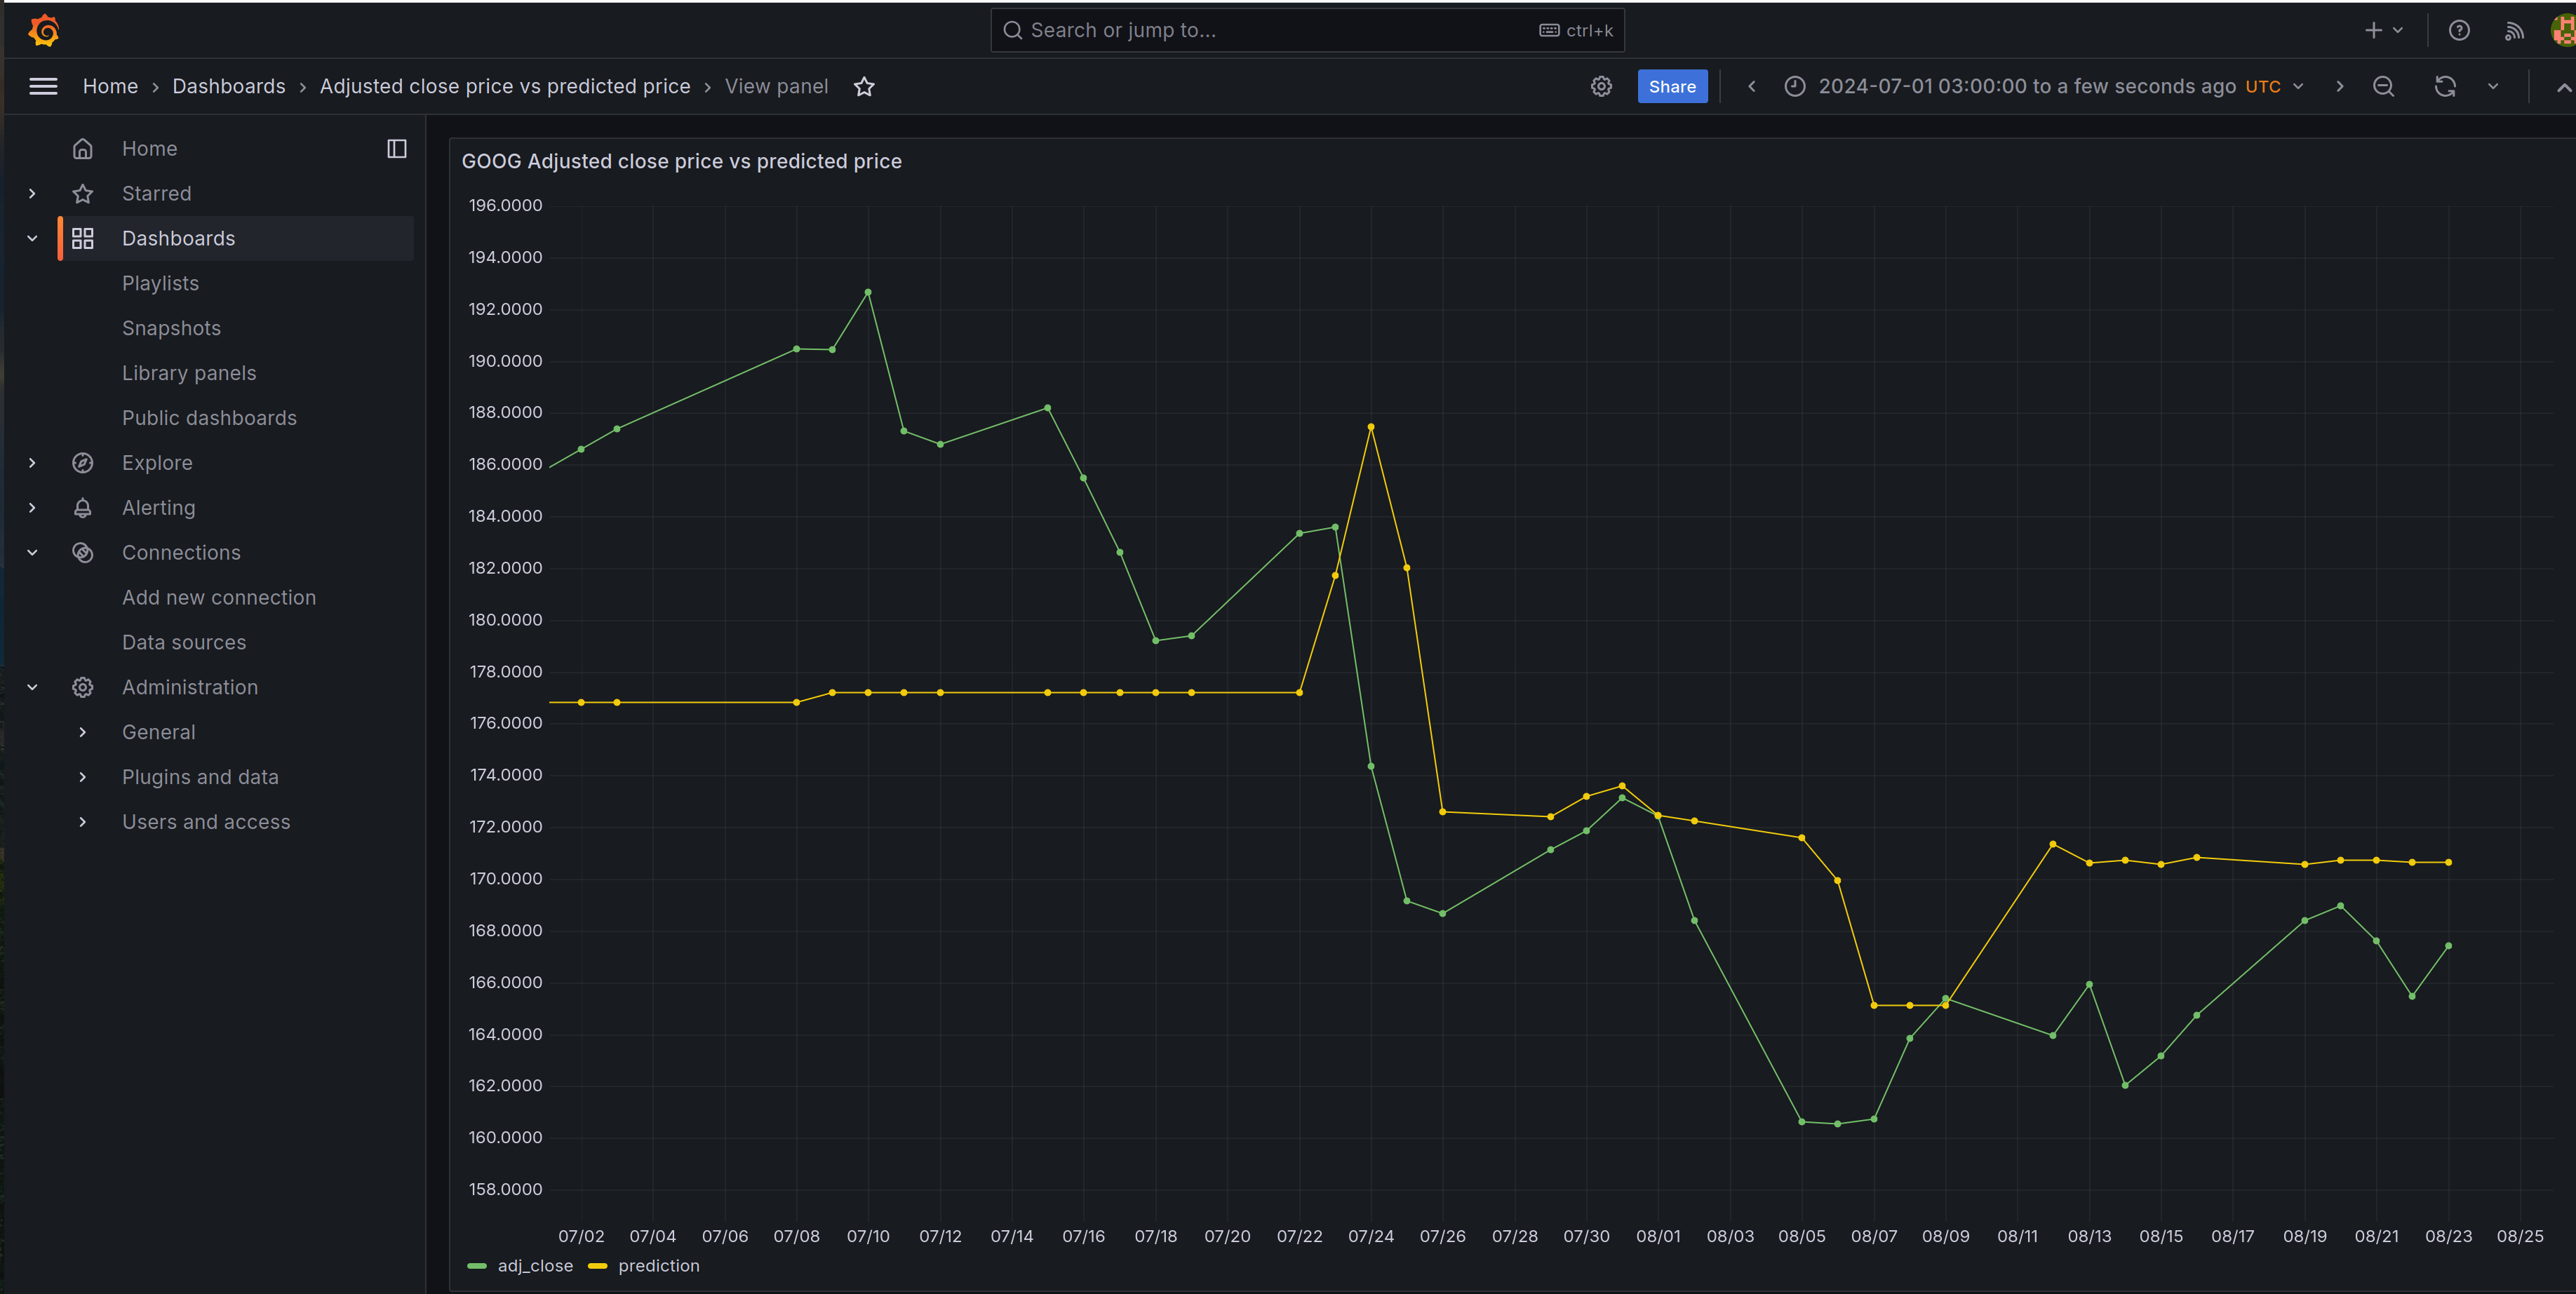 Search or jump to... ctrl+k
Home › Dashboards › Adjusted close price vs predicted price › View panel
Share
2024-07-01 03:00:00 to a few seconds ago UTC
Home
Starred
Dashboards
Playlists
Snapshots
Library panels
Public dashboards
Explore
Alerting
Connections
Add new connection
Data sources
Administration
General
Plugins and data
Users and access
GOOG Adjusted close price vs predicted price
196.0000
194.0000
192.0000
190.0000
188.0000
186.0000
184.0000
182.0000
180.0000
178.0000
176.0000
174.0000
172.0000
170.0000
168.0000
166.0000
164.0000
162.0000
160.0000
158.0000
07/02 07/04 07/06 07/08 07/10 07/12 07/14 07/16 07/18 07/20 07/22 07/24 07/26 07/28 07/30 08/01 08/03 08/05 08/07 08/09 08/11 08/13 08/15 08/17 08/19 08/21 08/23 08/25
adj_close prediction